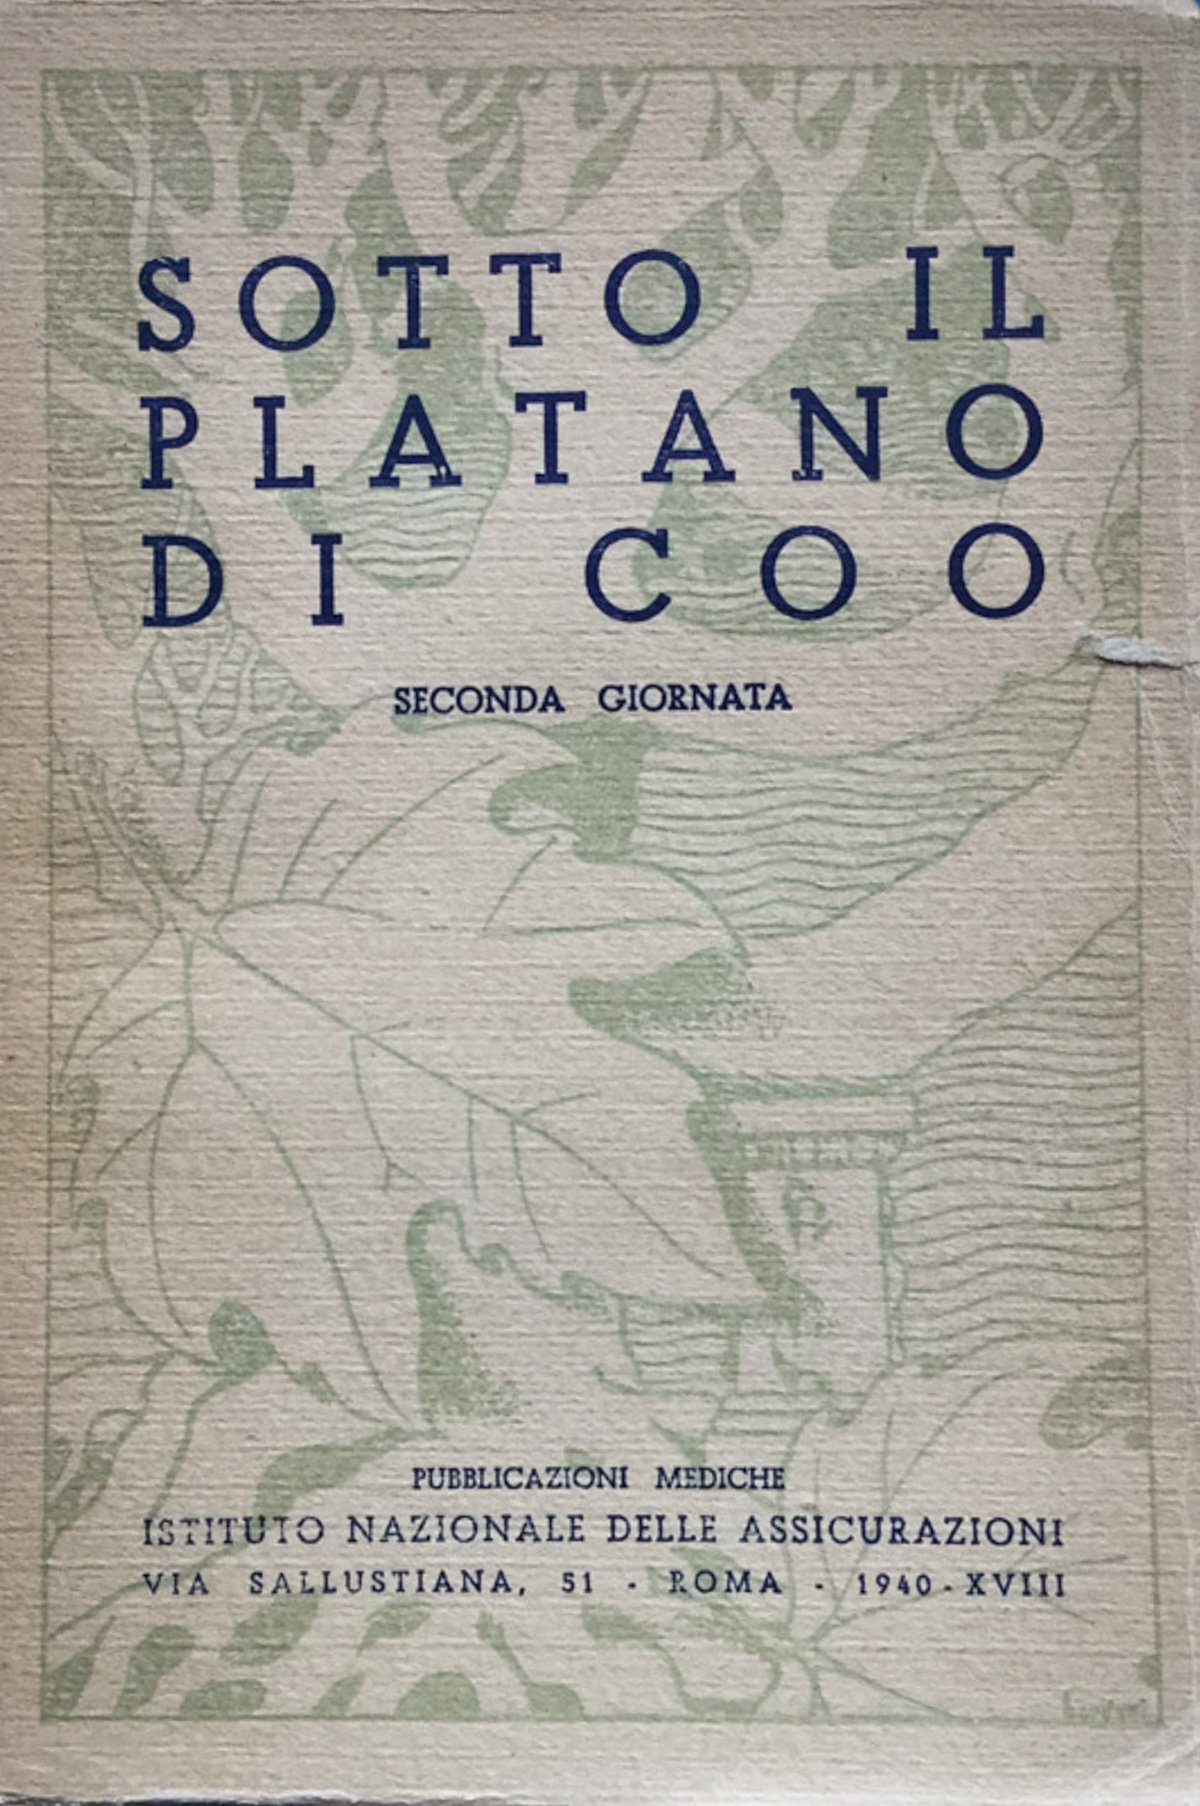 SOTTO IL
PLATANO
DI COO
SECONDA GIORNATA
PUBBLICAZIONI MEDICHE
ISTITUTO NAZIONALE DELLE ASSICURAZIONI
VIA SALLUSTIANA, 51 - ROMA - 1940-XVIII